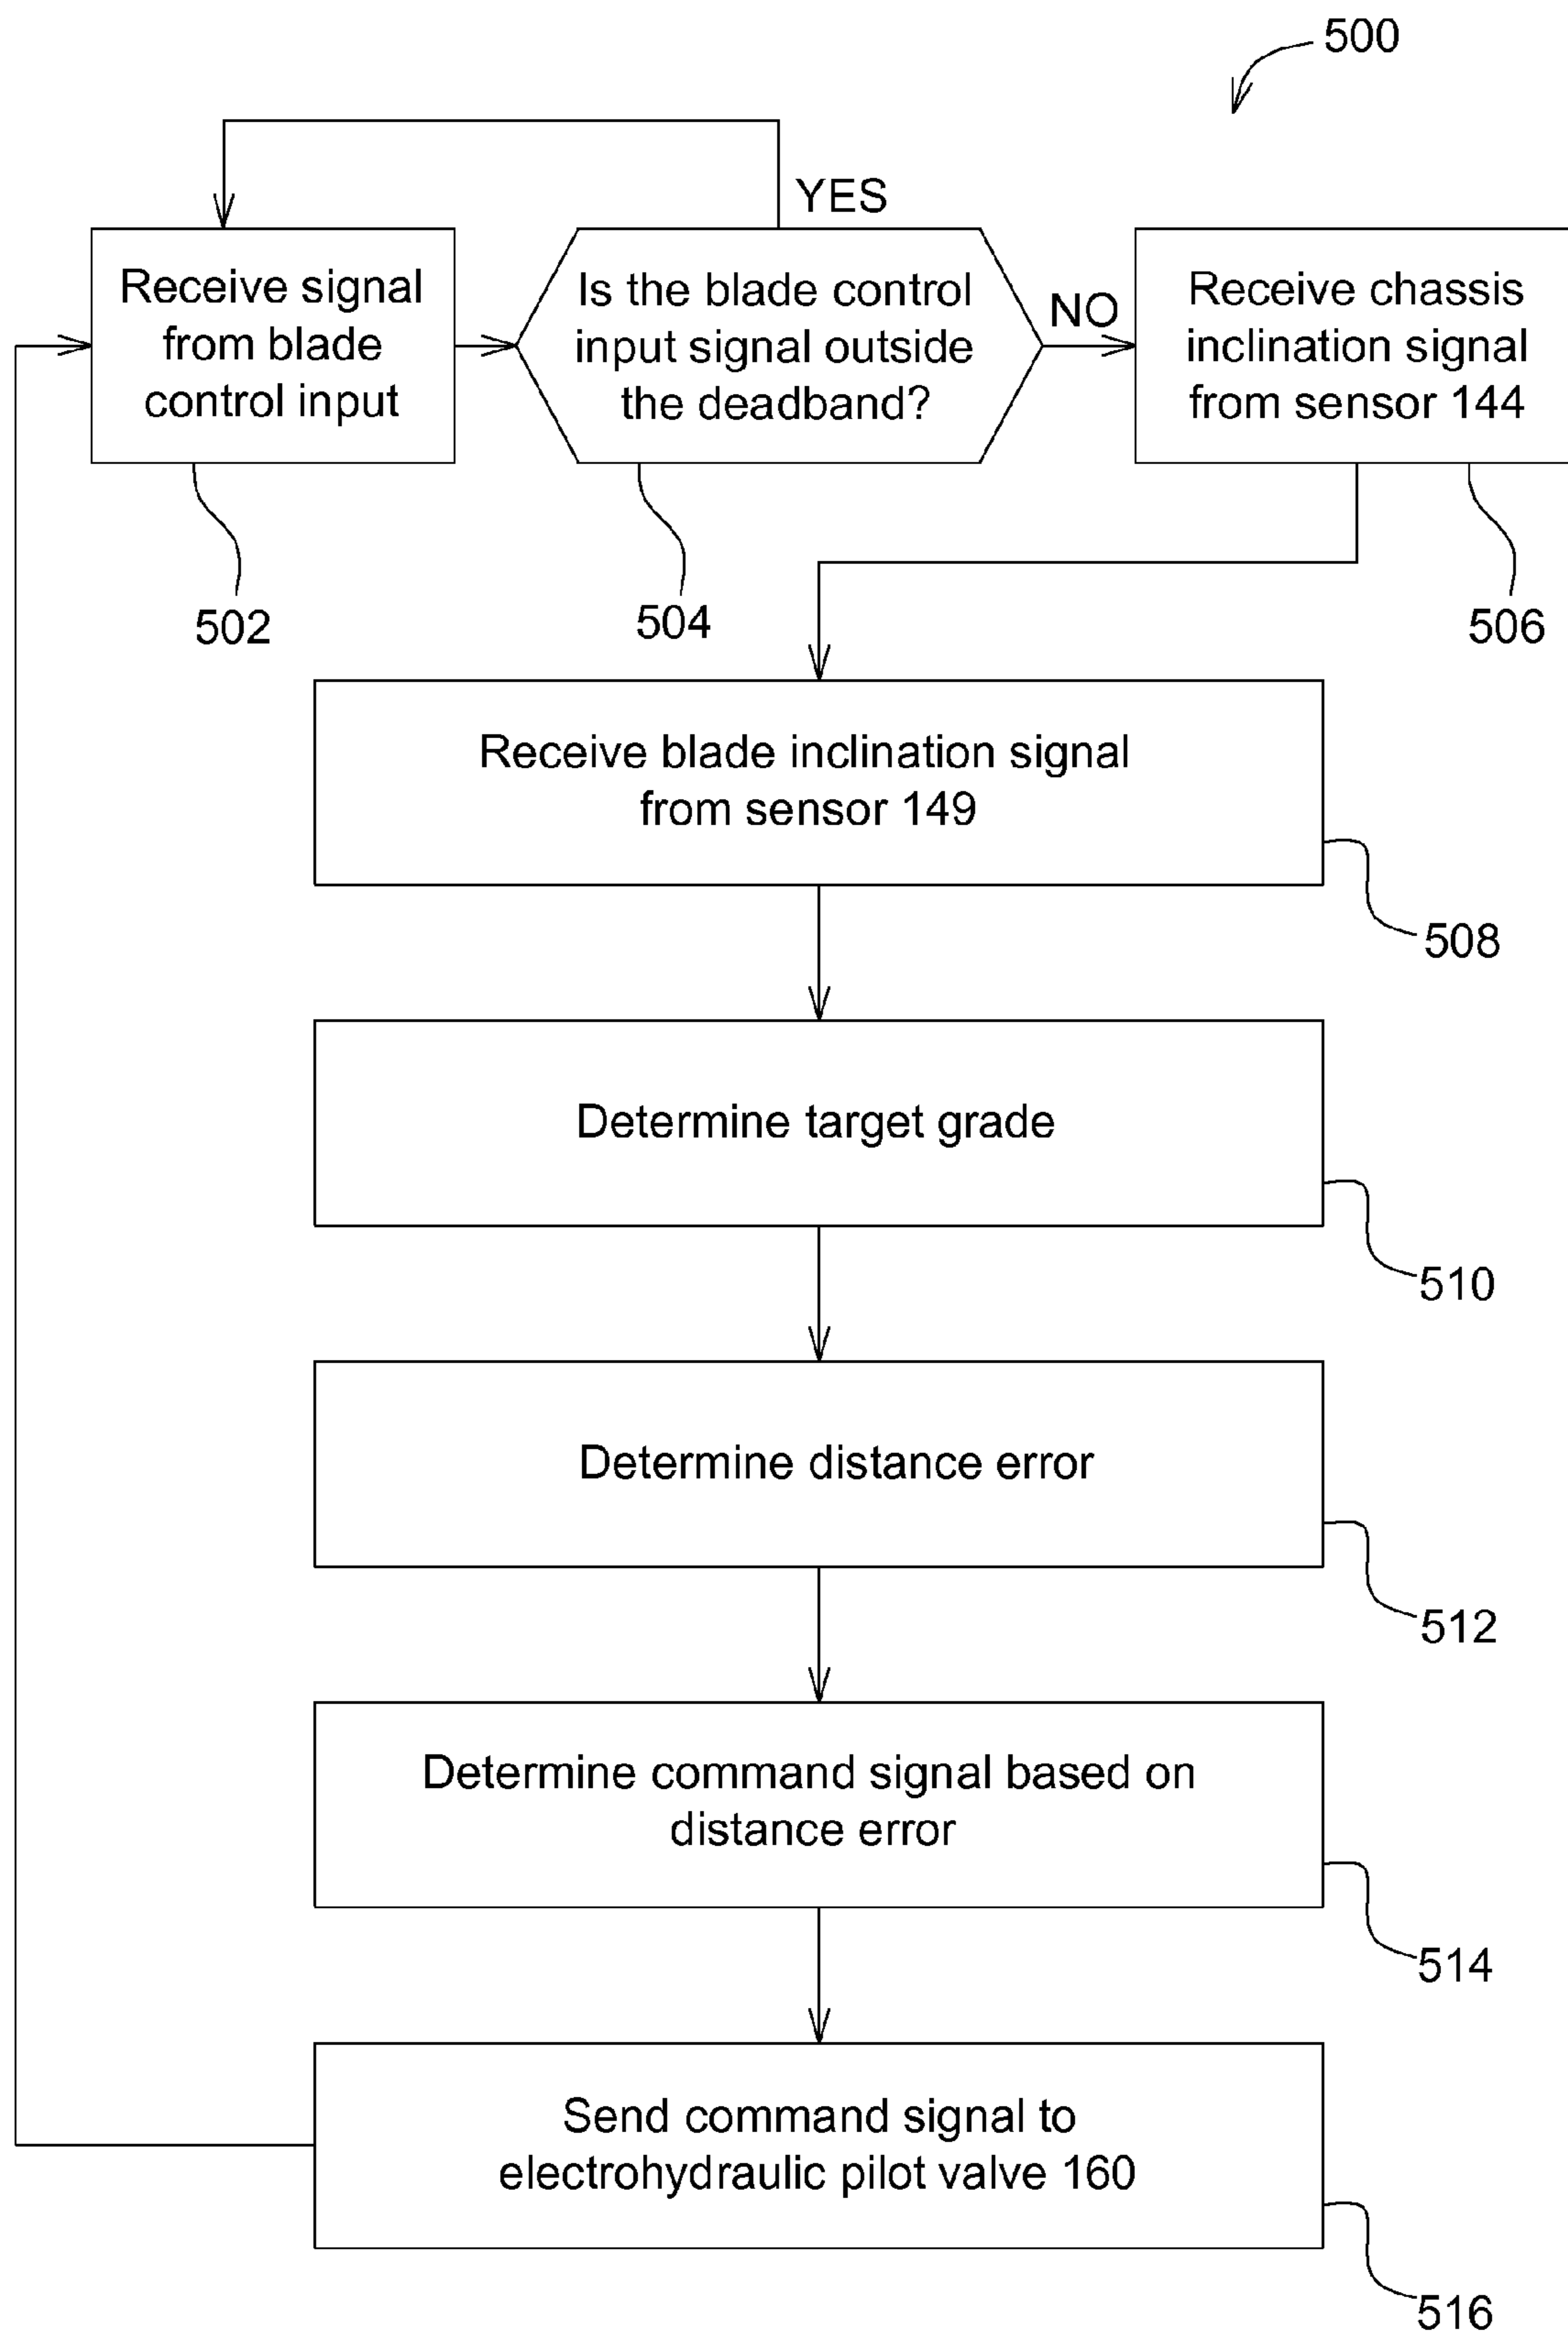 500
YES
Receive signal
from blade
control input
Is the blade control
input signal outside
the deadband?
NO
Receive chassis
inclination signal
from sensor 144
502
504
506
Receive blade inclination signal
from sensor 149
508
Determine target grade
510
Determine distance error
512
Determine command signal based on
distance error
514
Send command signal to
electrohydraulic pilot valve 160
516